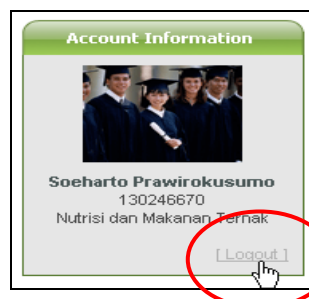 Account Information
Soeharto Prawirokusumo
130246670
Nutrisi dan Makanan Ternak
[ Logout ]